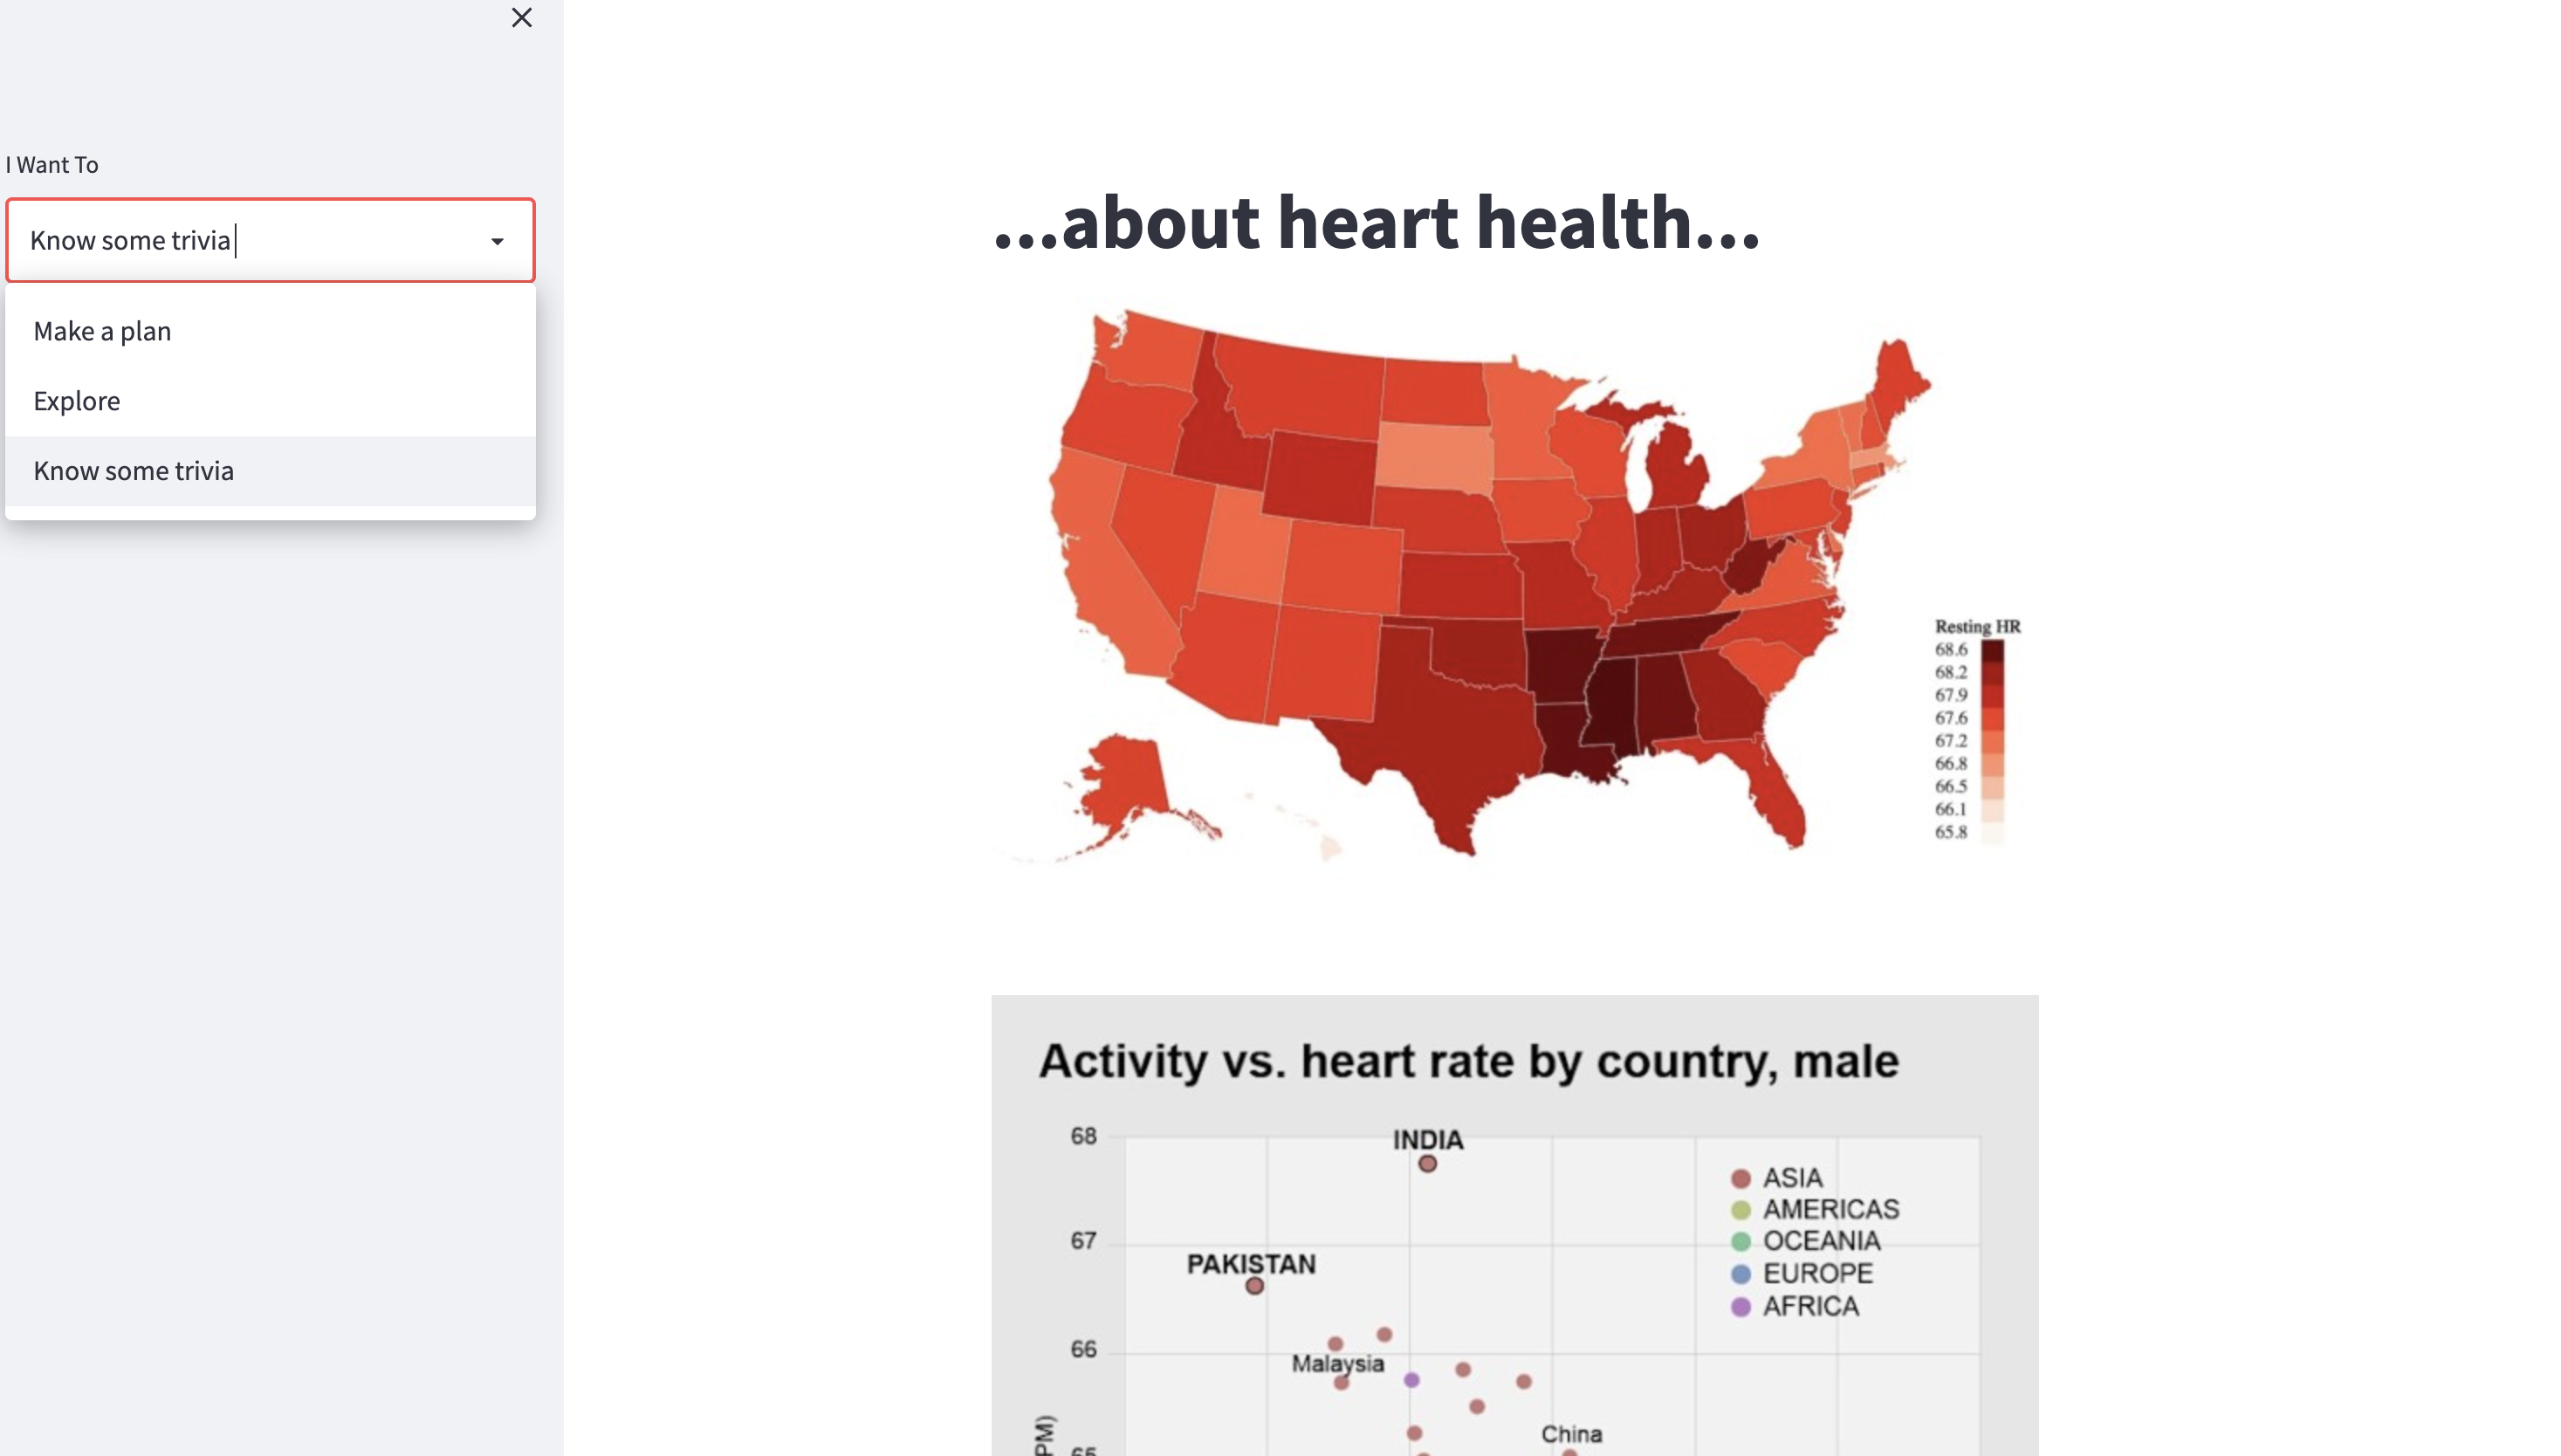 I Want To
Know some trivia
Make a plan
Explore
Know some trivia
...about heart health...
Resting HR
68.6
68.2
67.9
67.6
67.2
66.8
66.5
66.1
65.8
Activity vs. heart rate by country, male
68
INDIA
ASIA
AMERICAS
67
OCEANIA
PAKISTAN
EUROPE
AFRICA
66
Malaysia
China
65
PM)